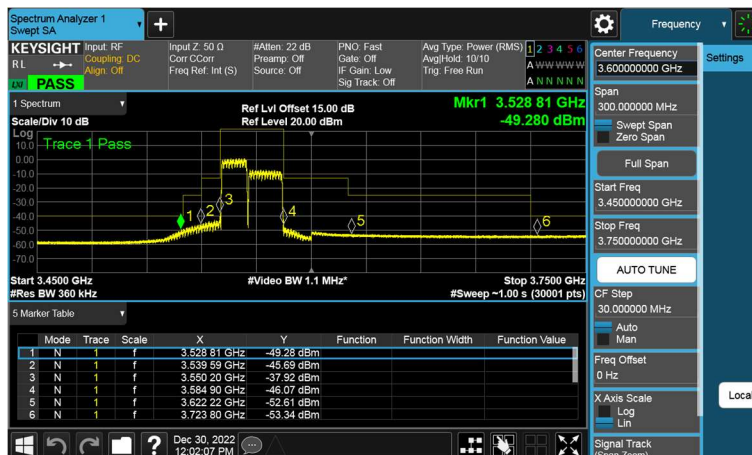 Spectrum Analyzer 1
Swept SA
Frequency
KEYSIGHT
RL
LXI PASS
Input: RF
Coupling: DC
Align: Off
Input Z: 50 Ω
Corr CCorr
Freq Ref: Int (S)
#Atten: 22 dB
Preamp: Off
Source: Off
PNO: Fast
Gate: Off
IF Gain: Low
Sig Track: Off
Avg Type: Power (RMS)
Avg|Hold: 10/10
Trig: Free Run
1 2 3 4 5 6
A W W W W W
A N N N N N
1 Spectrum
Scale/Div 10 dB
Ref Lvl Offset 15.00 dB
Ref Level 20.00 dBm
Mkr1 3.528 81 GHz
-49.280 dBm
Log
Trace 1 Pass
10.0
0.00
-10.0
-20.0
-30.0
-40.0
-50.0
-60.0
-70.0
1
2
3
4
5
6
Start 3.4500 GHz
#Res BW 360 kHz
#Video BW 1.1 MHz*
Stop 3.7500 GHz
#Sweep ~1.00 s (30001 pts)
5 Marker Table
Mode Trace Scale X Y Function Function Width Function Value
1 N 1 f 3.528 81 GHz -49.28 dBm
2 N 1 f 3.539 59 GHz -45.69 dBm
3 N 1 f 3.550 20 GHz -37.92 dBm
4 N 1 f 3.584 90 GHz -46.07 dBm
5 N 1 f 3.622 22 GHz -52.61 dBm
6 N 1 f 3.723 80 GHz -53.34 dBm
Dec 30, 2022
12:02:07 PM
Center Frequency
3.600000000 GHz
Settings
Span
300.000000 MHz
Swept Span
Zero Span
Full Span
Start Freq
3.450000000 GHz
Stop Freq
3.750000000 GHz
AUTO TUNE
CF Step
30.000000 MHz
Auto
Man
Freq Offset
0 Hz
X Axis Scale
Log
Lin
Local
Signal Track
(Span Zoom)